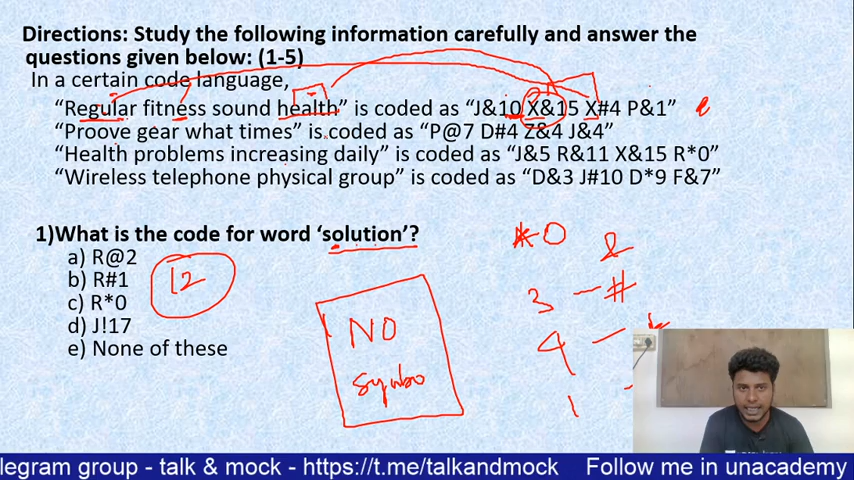 Directions: Study the following information carefully and answer the
questions given below: (1-5)
In a certain code language,
“Regular fitness sound health” is coded as “J&10 X&15 X#4 P&1”
“Proove gear what times” is coded as “P@7 D#4 Z&4 J&4”
“Health problems increasing daily” is coded as “J&5 R&11 X&15 R*0”
“Wireless telephone physical group” is coded as “D&3 J#10 D*9 F&7”
1)What is the code for word ‘solution’?
a) R@2
b) R#1
c) R*0
d) J!17
e) None of these
12
NO
Symbo
* 0
&
3 — #
4 —
1
elegram group - talk & mock - https://t.me/talkandmock Follow me in unacademy